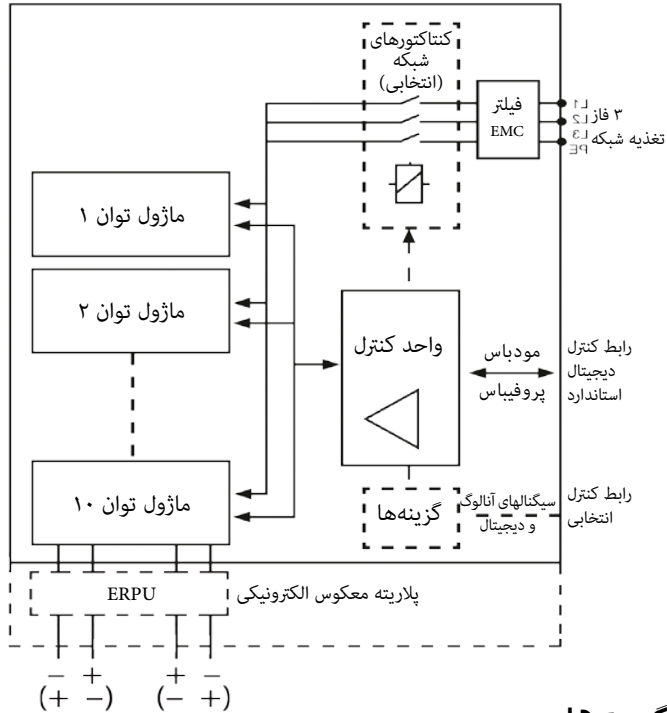 کنتاکتورهای
شبکه
(انتخابی)
فیلتر
EMC
L1
L2
L3
PE
۳ فاز
تغذیه شبکه
ماژول توان ۱
ماژول توان ۲
ماژول توان ۱۰
واحد کنترل
مودباس
پروفیباس
رابط کنترل
دیجیتال
استاندارد
گزینه‌ها
سیگنالهای آنالوگ
و دیجیتال
رابط کنترل
انتخابی
ERPU
پلاریته معکوس الکترونیکی
− + + −
(+ −) (− +)